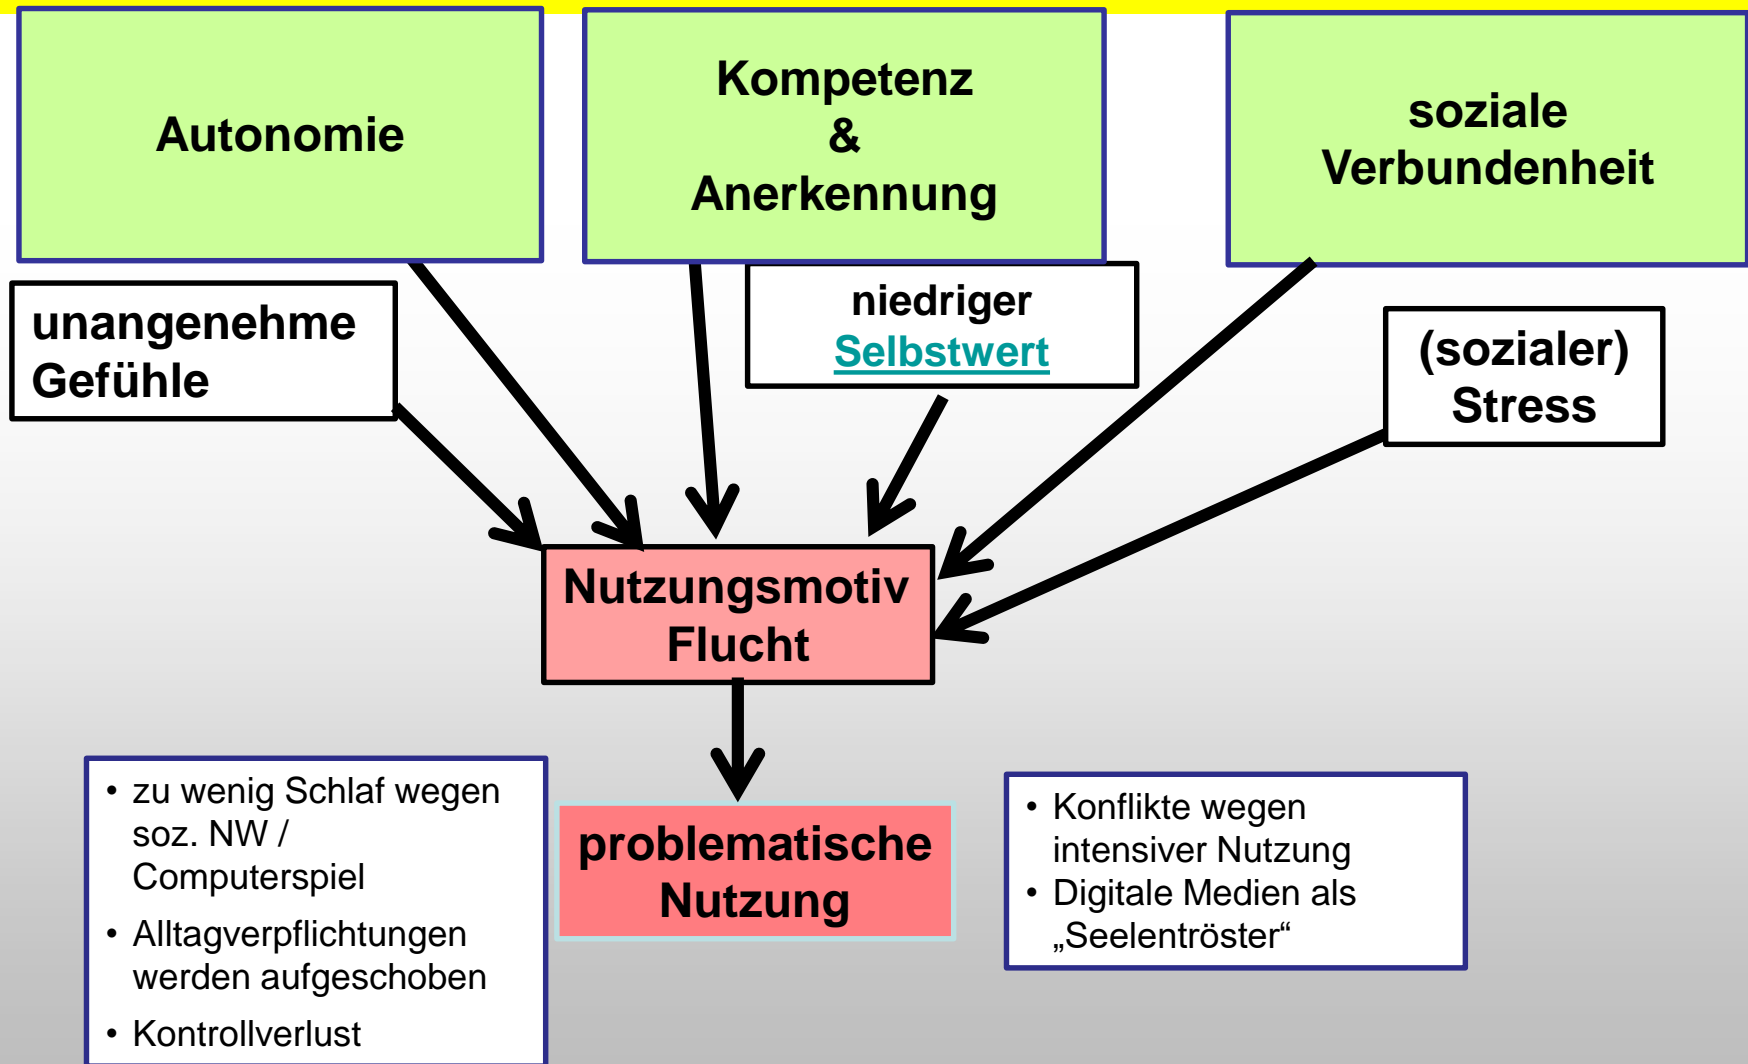 Autonomie
Kompetenz
&
Anerkennung
soziale
Verbundenheit
unangenehme
Gefühle
niedriger
Selbstwert
(sozialer)
Stress
Nutzungsmotiv
Flucht
• zu wenig Schlaf wegen
soz. NW /
Computerspiel
• Alltagverpflichtungen
werden aufgeschoben
• Kontrollverlust
problematische
Nutzung
• Konflikte wegen
intensiver Nutzung
• Digitale Medien als
„Seelentröster“